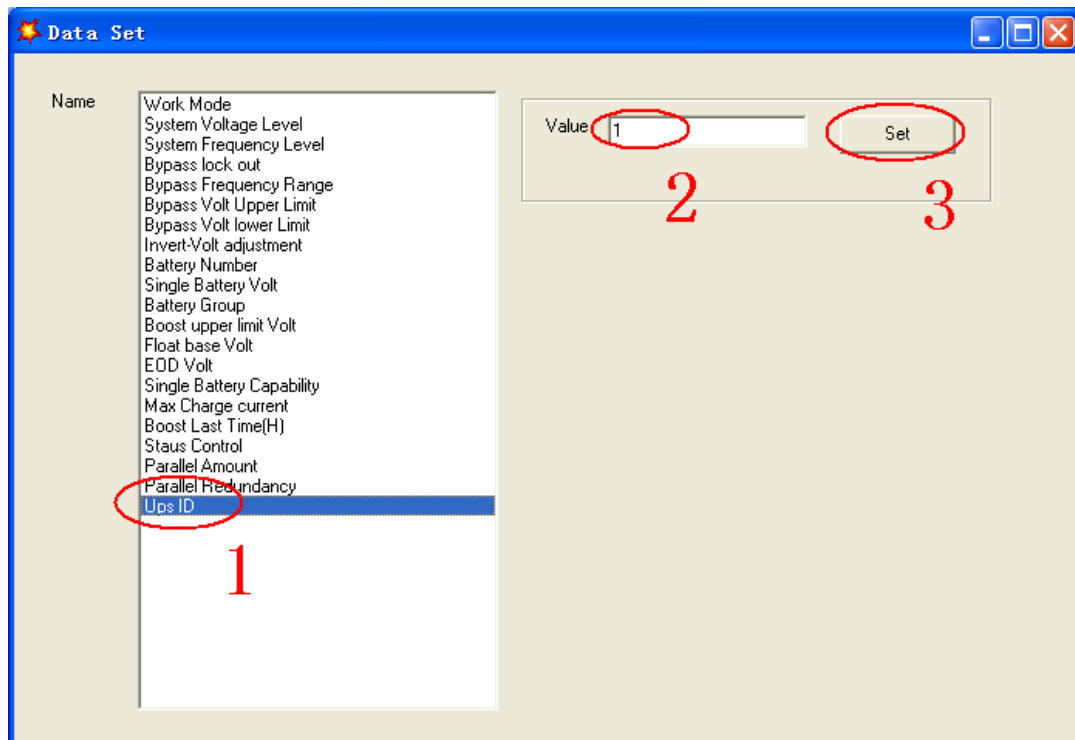 Data Set
Name
Work Mode
System Voltage Level
System Frequency Level
Bypass lock out
Bypass Frequency Range
Bypass Volt Upper Limit
Bypass Volt lower Limit
Invert-Volt adjustment
Battery Number
Single Battery Volt
Battery Group
Boost upper limit Volt
Float base Volt
EOD Volt
Single Battery Capability
Max Charge current
Boost Last Time(H)
Staus Control
Parallel Amount
Parallel Redundancy
Ups ID
1
Value 1
Set
2
3